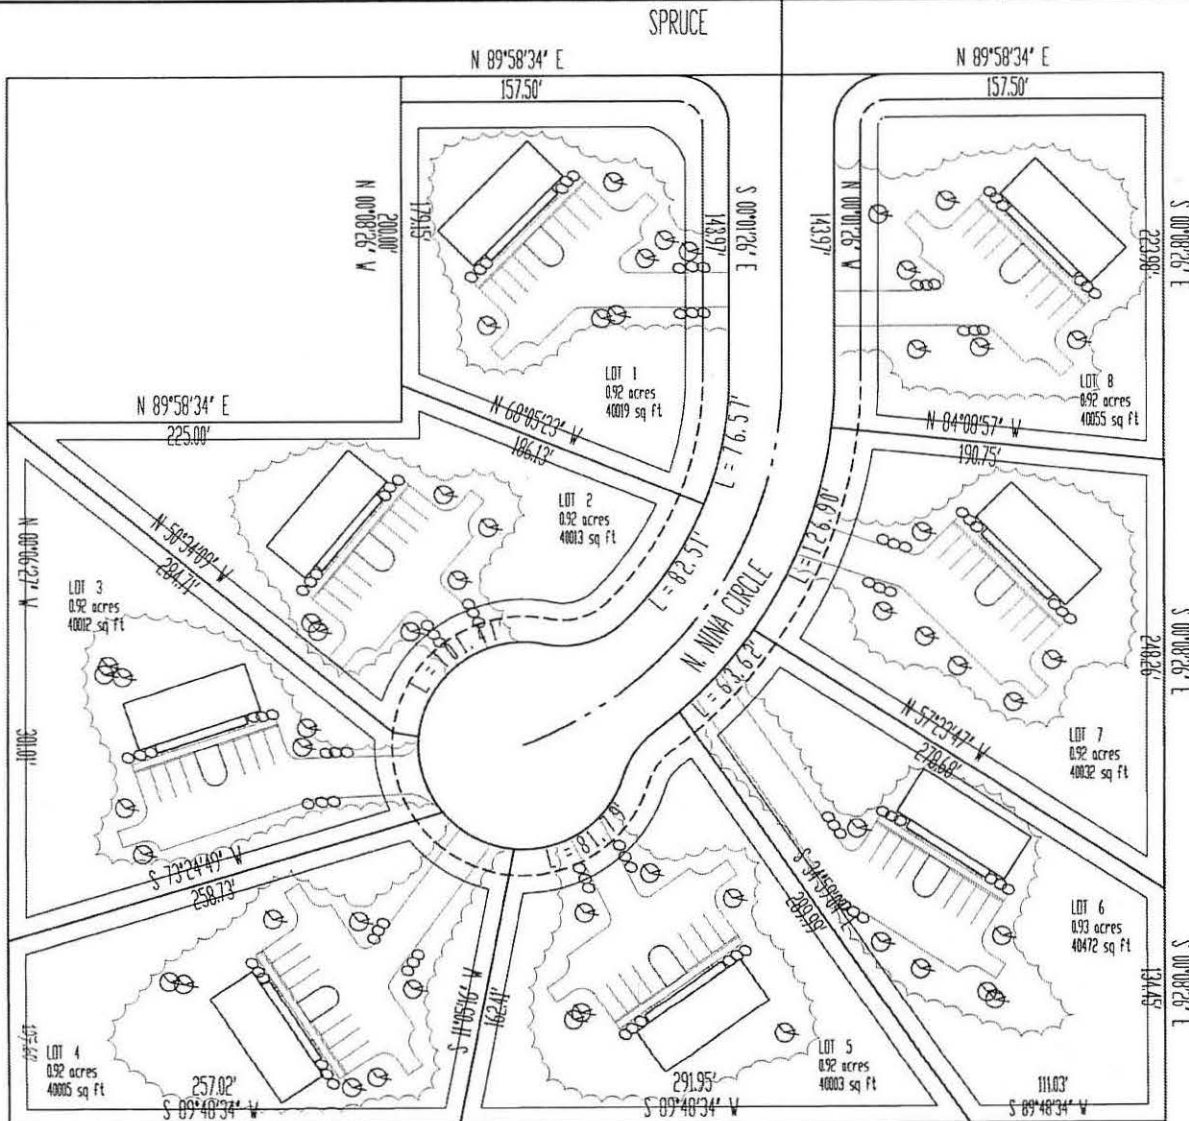 SPRUCE
N 89°58'34" E
157.50'
N 89°58'34" E
157.50'
N 00°08'26" W
200.00'
179.15'
S 00°01'26" E
143.97'
N 00°01'26" W
143.97'
S 00°08'26" E
223.98'
LOT 1
0.92 acres
40019 sq ft
LOT 8
0.92 acres
40055 sq ft
N 89°58'34" E
225.00'
N 68°05'23" W
186.13'
L = 76.57'
N 84°08'57" W
190.75'
LOT 2
0.92 acres
40013 sq ft
L = 82.51'
L = 126.90'
N 50°34'09" W
284.71'
N 00°06'27" W
301.01'
LOT 3
0.92 acres
40012 sq ft
N. NINA CIRCLE
L = 63.62'
S 00°08'26" E
248.26'
N 57°23'47" W
278.68'
LOT 7
0.92 acres
40032 sq ft
S 73°24'49" W
258.73'
L = 81.79'
LOT 6
0.93 acres
40472 sq ft
S 00°08'26" E
134.45'
S 11°05'16" W
162.41'
LOT 4
0.92 acres
40005 sq ft
257.02'
S 89°48'34" W
LOT 5
0.92 acres
40003 sq ft
291.95'
S 89°48'34" W
111.03'
S 89°48'34" W